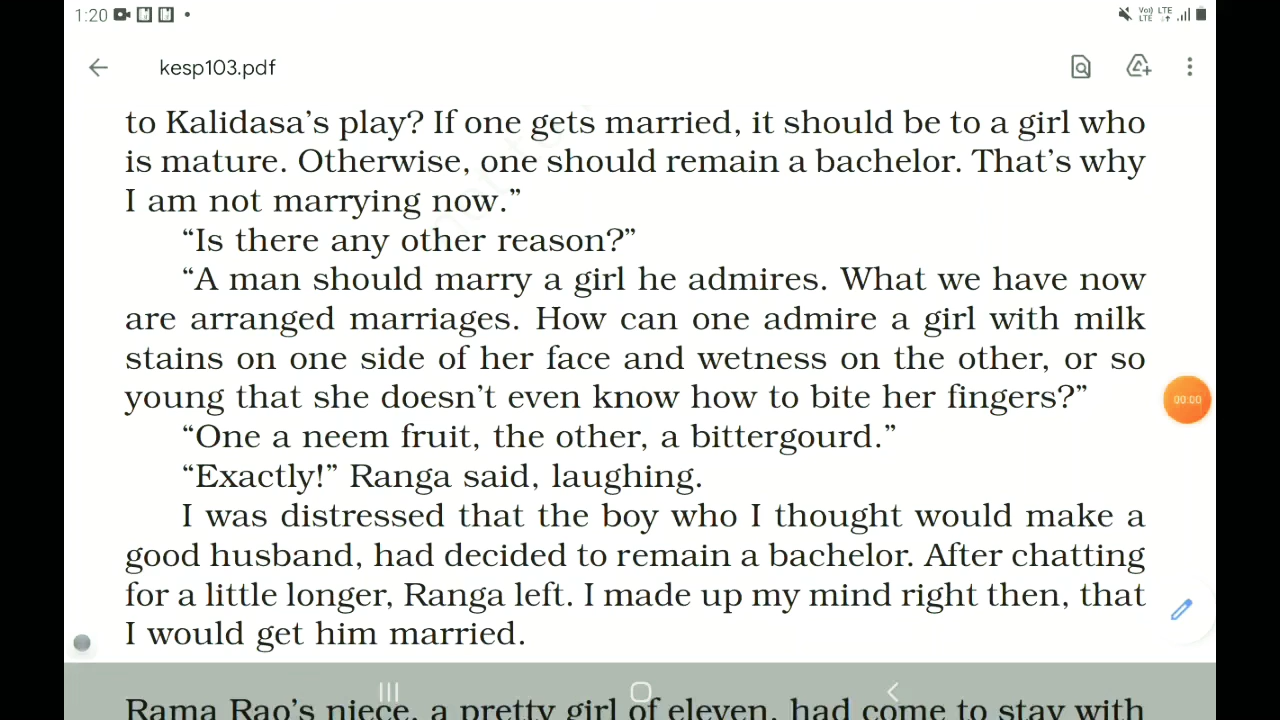 1:20
Vo) LTE
LTE
kesp103.pdf
to Kalidasa’s play? If one gets married, it should be to a girl who
is mature. Otherwise, one should remain a bachelor. That’s why
I am not marrying now.”
“Is there any other reason?”
“A man should marry a girl he admires. What we have now
are arranged marriages. How can one admire a girl with milk
stains on one side of her face and wetness on the other, or so
young that she doesn’t even know how to bite her fingers?”
00:00
“One a neem fruit, the other, a bittergourd.”
“Exactly!” Ranga said, laughing.
I was distressed that the boy who I thought would make a
good husband, had decided to remain a bachelor. After chatting
for a little longer, Ranga left. I made up my mind right then, that
I would get him married.
Rama Rao’s niece, a pretty girl of eleven, had come to stay with